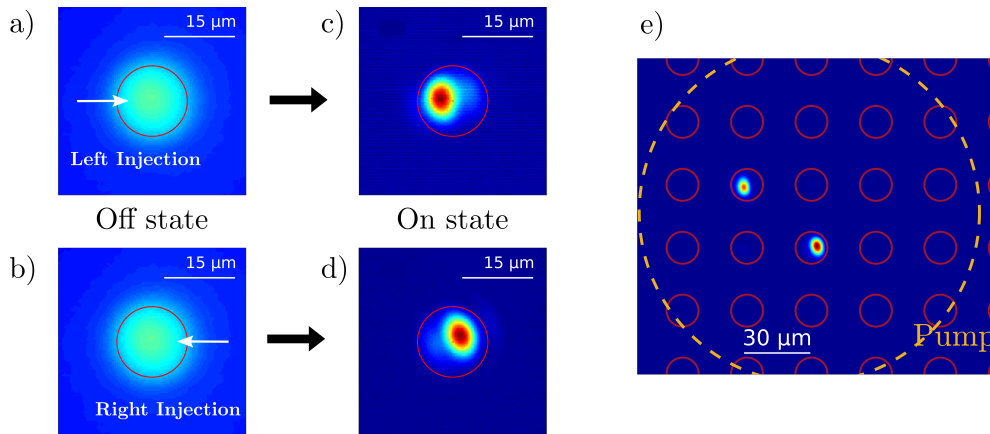 a)
15 µm
Left Injection
c)
15 µm
Off state
On state
b)
15 µm
Right Injection
d)
15 µm
e)
Pump
30 µm